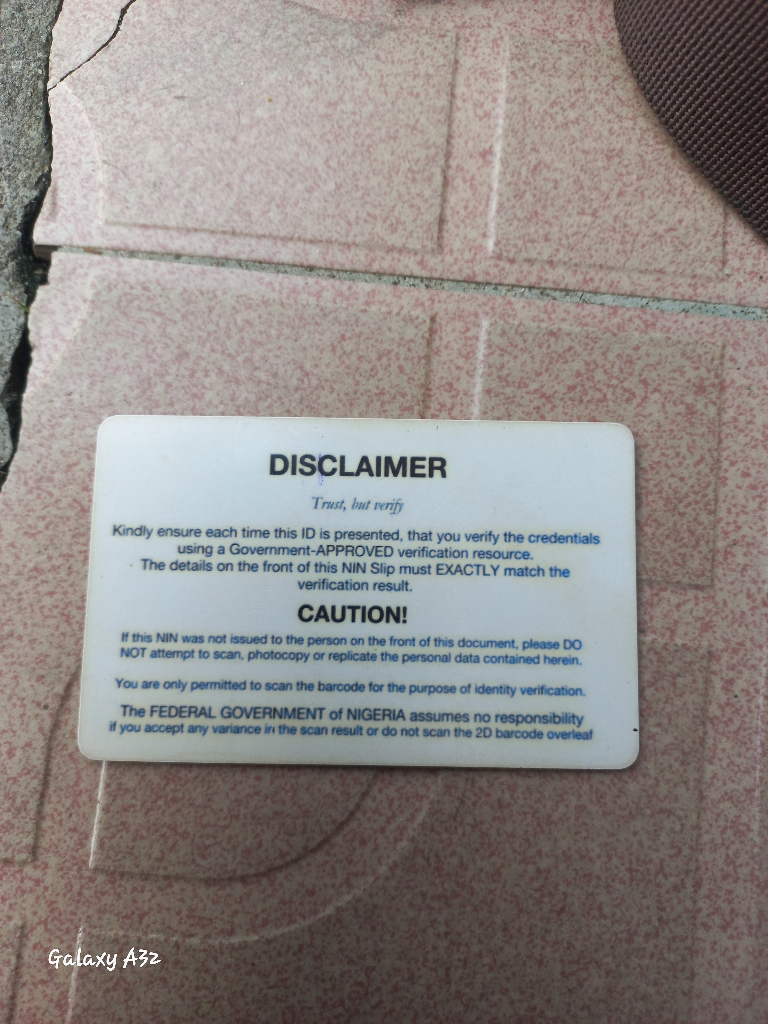 DISCLAIMER
Trust, but verify
Kindly ensure each time this ID is presented, that you verify the credentials
using a Government-APPROVED verification resource.
The details on the front of this NIN Slip must EXACTLY match the
verification result.
CAUTION!
If this NIN was not issued to the person on the front of this document, please DO
NOT attempt to scan, photocopy or replicate the personal data contained herein.
You are only permitted to scan the barcode for the purpose of identity verification.
The FEDERAL GOVERNMENT of NIGERIA assumes no responsibility
if you accept any variance in the scan result or do not scan the 2D barcode overleaf
Galaxy A32